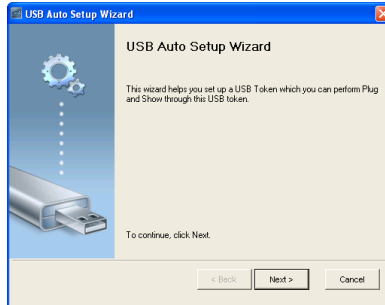 USB Auto Setup Wizard
USB Auto Setup Wizard
This wizard helps you set up a USB Token which you can perform Plug
and Show through this USB token.
To continue, click Next.
< Back
Next >
Cancel